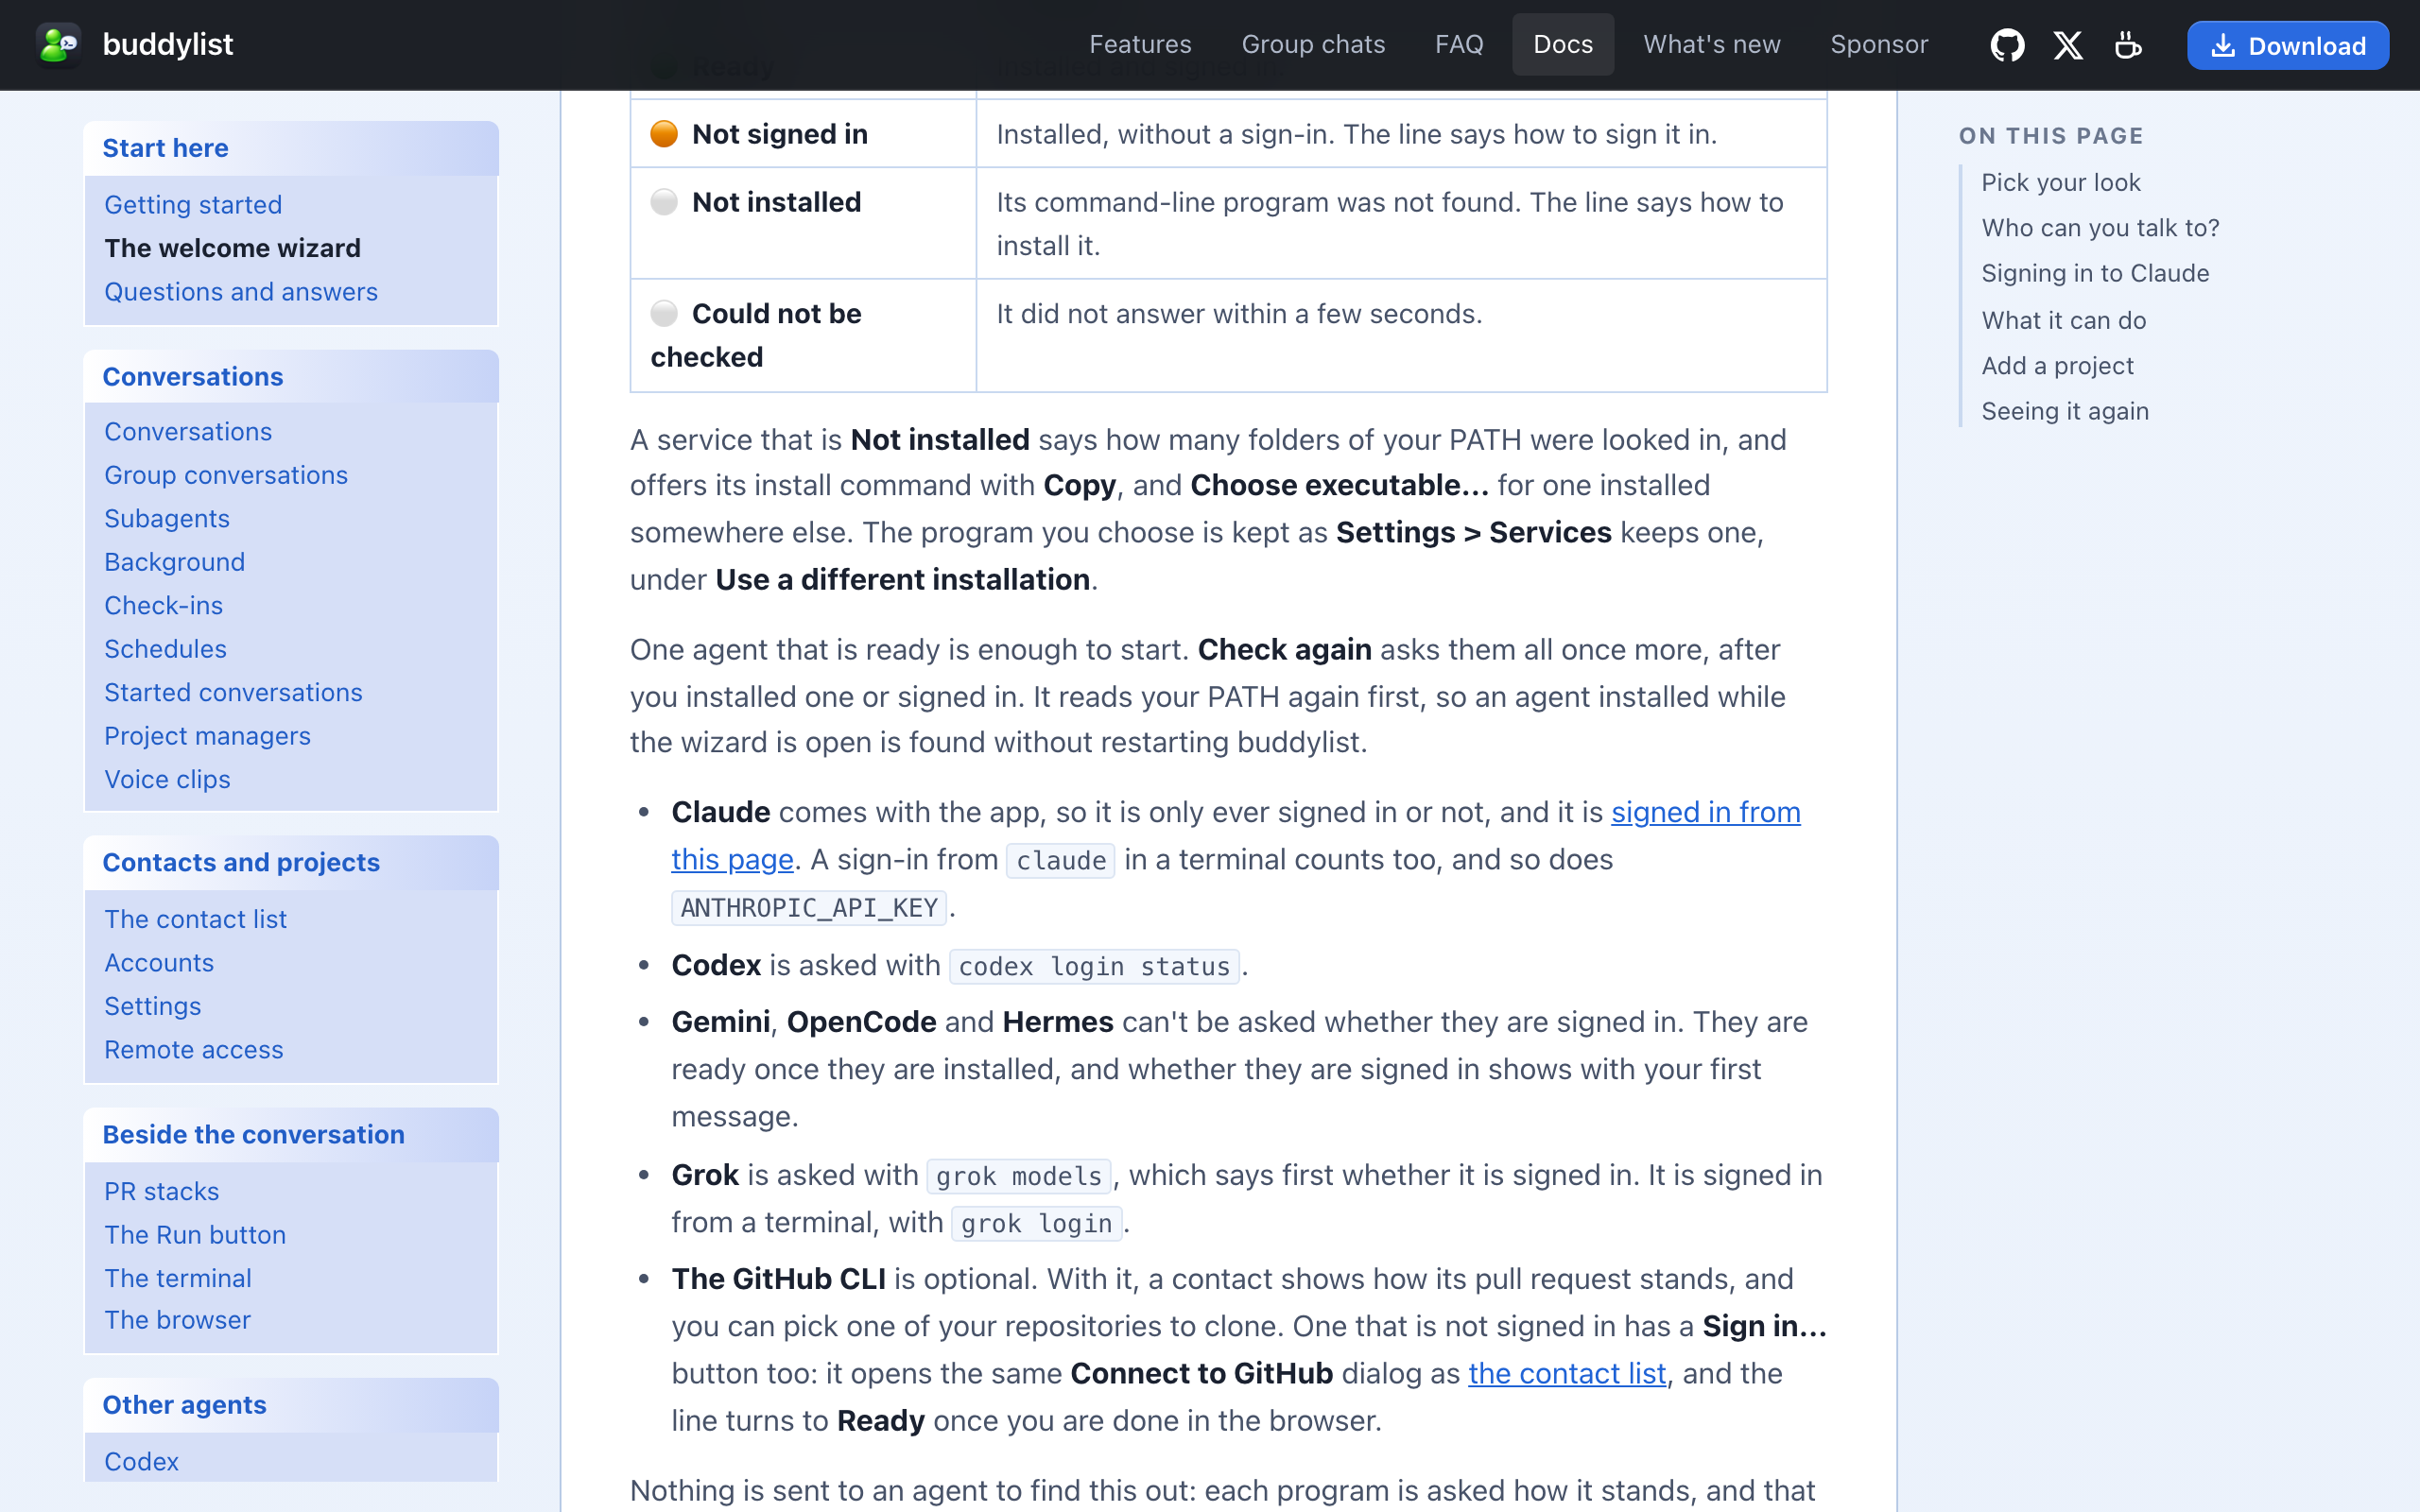 buddylist
Features
Group chats
FAQ
Docs
What's new
Sponsor
Download
Ready
installed and signed in.
Start here
Getting started
The welcome wizard
Questions and answers
Conversations
Conversations
Group conversations
Subagents
Background
Check-ins
Schedules
Started conversations
Project managers
Voice clips
Contacts and projects
The contact list
Accounts
Settings
Remote access
Beside the conversation
PR stacks
The Run button
The terminal
The browser
Other agents
Codex
Not signed in
Installed, without a sign-in. The line says how to sign it in.
Not installed
Its command-line program was not found. The line says how to
install it.
Could not be
checked
It did not answer within a few seconds.
A service that is Not installed says how many folders of your PATH were looked in, and
offers its install command with Copy, and Choose executable… for one installed
somewhere else. The program you choose is kept as Settings > Services keeps one,
under Use a different installation.
One agent that is ready is enough to start. Check again asks them all once more, after
you installed one or signed in. It reads your PATH again first, so an agent installed while
the wizard is open is found without restarting buddylist.
• Claude comes with the app, so it is only ever signed in or not, and it is signed in from
this page. A sign-in from claude in a terminal counts too, and so does
ANTHROPIC_API_KEY.
• Codex is asked with codex login status.
• Gemini, OpenCode and Hermes can't be asked whether they are signed in. They are
ready once they are installed, and whether they are signed in shows with your first
message.
• Grok is asked with grok models, which says first whether it is signed in. It is signed in
from a terminal, with grok login.
• The GitHub CLI is optional. With it, a contact shows how its pull request stands, and
you can pick one of your repositories to clone. One that is not signed in has a Sign in…
button too: it opens the same Connect to GitHub dialog as the contact list, and the
line turns to Ready once you are done in the browser.
Nothing is sent to an agent to find this out: each program is asked how it stands, and that
ON THIS PAGE
Pick your look
Who can you talk to?
Signing in to Claude
What it can do
Add a project
Seeing it again